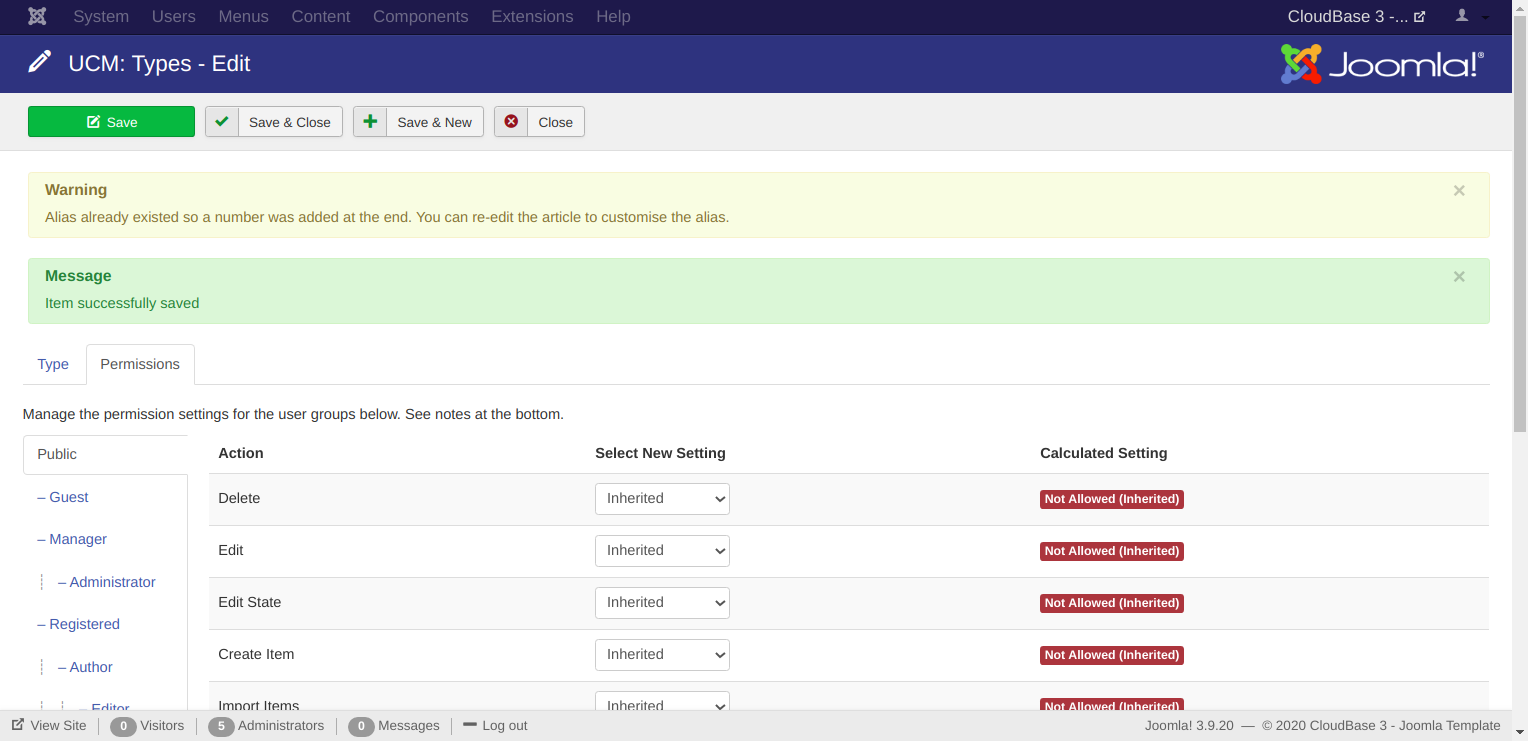 System Users Menus Content Components Extensions Help CloudBase 3 -...
UCM: Types - Edit Joomla!®
Save Save & Close Save & New Close
Warning ×
Alias already existed so a number was added at the end. You can re-edit the article to customise the alias.
Message ×
Item successfully saved
Type Permissions
Manage the permission settings for the user groups below. See notes at the bottom.
Public Action Select New Setting Calculated Setting
– Guest Delete Inherited Not Allowed (Inherited)
– Manager Edit Inherited Not Allowed (Inherited)
– Administrator Edit State Inherited Not Allowed (Inherited)
– Registered Create Item Inherited Not Allowed (Inherited)
– Author
– Editor Import Items Inherited Not Allowed (Inherited)
View Site 0 Visitors 5 Administrators 0 Messages Log out Joomla! 3.9.20 — © 2020 CloudBase 3 - Joomla Template